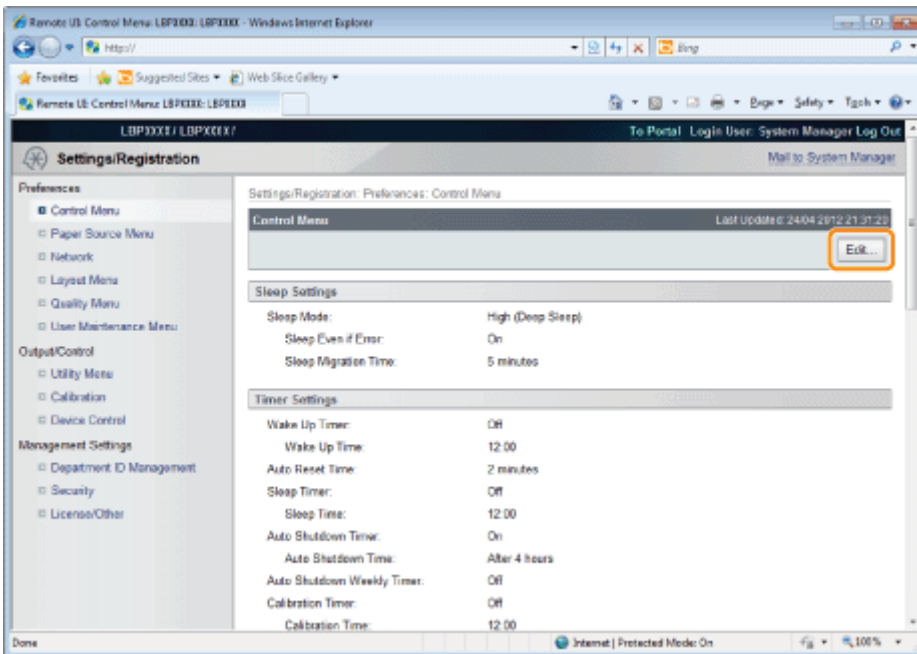 Remote UI: Control Menu: LBPXXXX: LBPXXXX - Windows Internet Explorer
http://
Bing
Favorites Suggested Sites Web Slice Gallery
Remote UI: Control Menu: LBPXXXX: LBPXXXX
Page Safety Tools
LBPXXXX / LBPXXXX /
To Portal Login User: System Manager Log Out
Settings/Registration
Mail to System Manager
Preferences
Control Menu
Paper Source Menu
Network
Layout Menu
Quality Menu
User Maintenance Menu
Output/Control
Utility Menu
Calibration
Device Control
Management Settings
Department ID Management
Security
License/Other
Settings/Registration: Preferences: Control Menu
Control Menu
Last Updated: 24/04 2012 21:31:29
Edit...
Sleep Settings
Sleep Mode: High (Deep Sleep)
Sleep Even if Error: On
Sleep Migration Time: 5 minutes
Timer Settings
Wake Up Timer: Off
Wake Up Time: 12:00
Auto Reset Time: 2 minutes
Sleep Timer: Off
Sleep Time: 12:00
Auto Shutdown Timer: On
Auto Shutdown Time: After 4 hours
Auto Shutdown Weekly Timer: Off
Calibration Timer: Off
Calibration Time: 12:00
Done
Internet | Protected Mode: On
100%